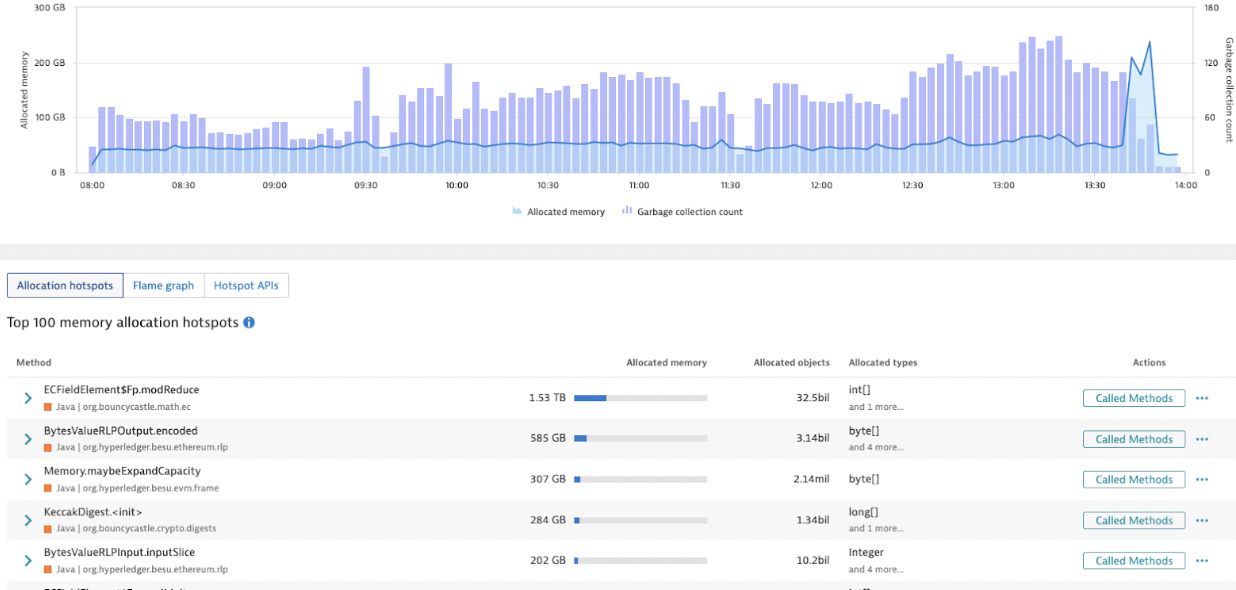 300 GB
180
200 GB
120
100 GB
60
0 B
0
Allocated memory
Garbage collection count
08:00 08:30 09:00 09:30 10:00 10:30 11:00 11:30 12:00 12:30 13:00 13:30 14:00
Allocated memory Garbage collection count
Allocation hotspots Flame graph Hotspot APIs
Top 100 memory allocation hotspots
Method Allocated memory Allocated objects Allocated types Actions
ECFieldElement$Fp.modReduce
Java | org.bouncycastle.math.ec
1.53 TB 32.5bil
int[]
and 1 more...
Called Methods
BytesValueRLPOutput.encoded
Java | org.hyperledger.besu.ethereum.rlp
585 GB 3.14bil
byte[]
and 4 more...
Called Methods
Memory.maybeExpandCapacity
Java | org.hyperledger.besu.evm.frame
307 GB 2.14mil
byte[]
Called Methods
KeccakDigest.<init>
Java | org.bouncycastle.crypto.digests
284 GB 1.34bil
long[]
and 1 more...
Called Methods
BytesValueRLPInput.inputSlice
Java | org.hyperledger.besu.ethereum.rlp
202 GB 10.2bil
Integer
and 4 more...
Called Methods